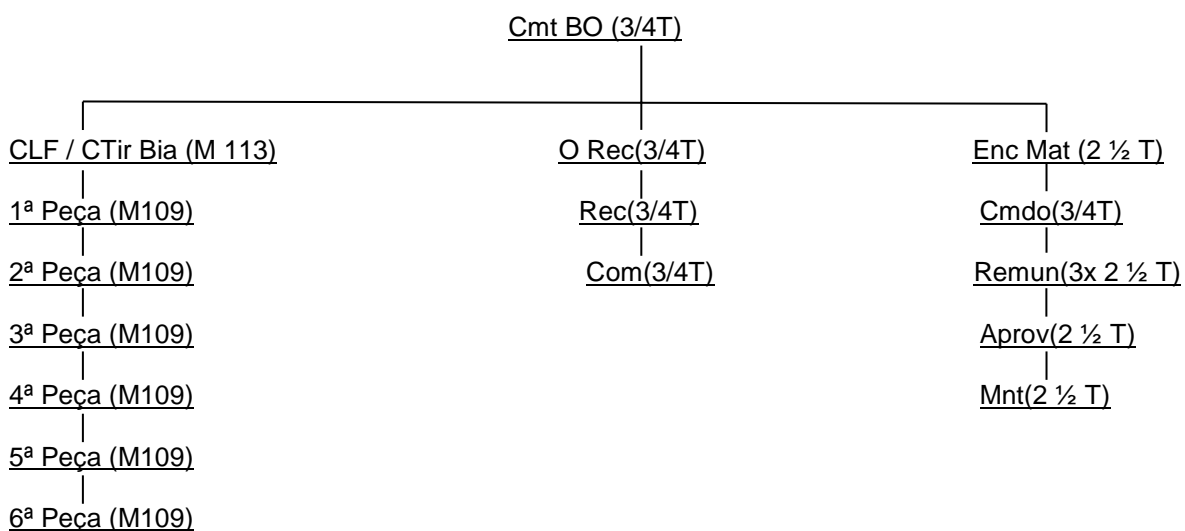 Cmt BO (3/4T)
CLF / CTir Bia (M 113)
1ª Peça (M109)
2ª Peça (M109)
3ª Peça (M109)
4ª Peça (M109)
5ª Peça (M109)
6ª Peça (M109)
O Rec(3/4T)
Rec(3/4T)
Com(3/4T)
Enc Mat (2 ½ T)
Cmdo(3/4T)
Remun(3x 2 ½ T)
Aprov(2 ½ T)
Mnt(2 ½ T)